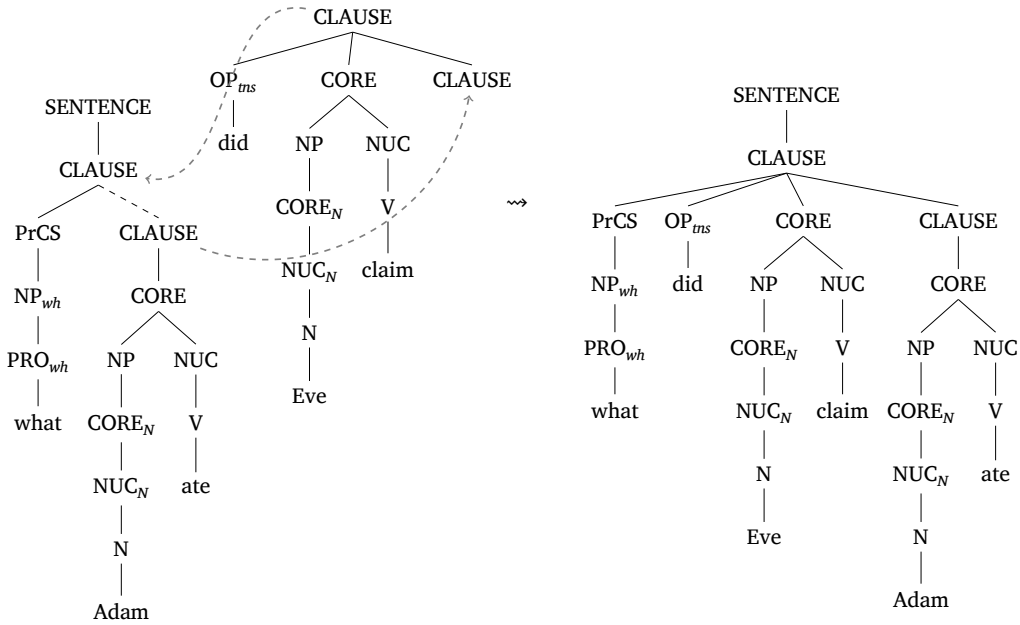 CLAUSE
OP_tns CORE CLAUSE
did NP NUC
CORE_N V
NUC_N claim
N
Eve
SENTENCE
CLAUSE
PrCS CLAUSE
NP_wh CORE
PRO_wh NP NUC
what CORE_N V
NUC_N ate
N
Adam
⇝
SENTENCE
CLAUSE
PrCS OP_tns CORE CLAUSE
NP_wh did NP NUC CORE
PRO_wh CORE_N V NP NUC
what NUC_N claim CORE_N V
N NUC_N ate
Eve N
Adam